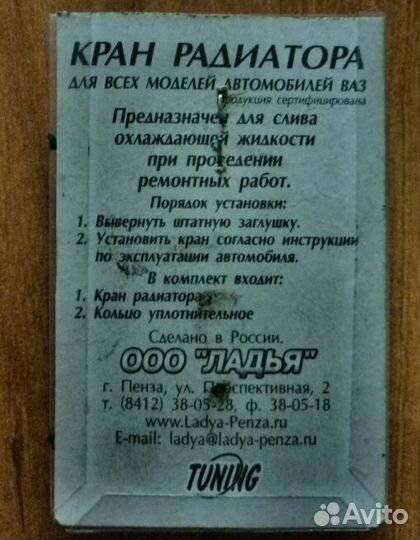 КРАН РАДИАТОРА
ДЛЯ ВСЕХ МОДЕЛЕЙ АВТОМОБИЛЕЙ ВАЗ
Продукция сертифицирована
Предназначен для слива
охлаждающей жидкости
при проведении
ремонтных работ.
Порядок установки:
1. Вывернуть штатную заглушку.
2. Установить кран согласно инструкции
по эксплуатации автомобиля.
В комплект входит:
1. Кран радиатора
2. Кольцо уплотнительное
Сделано в России.
ООО "ЛАДЬЯ"
г. Пенза, ул. Перспективная, 2
т. (8412) 38-05-28, ф. 38-05-18
www.Ladya-Penza.ru
E-mail: ladya@ladya-penza.ru
TUNING
Avito